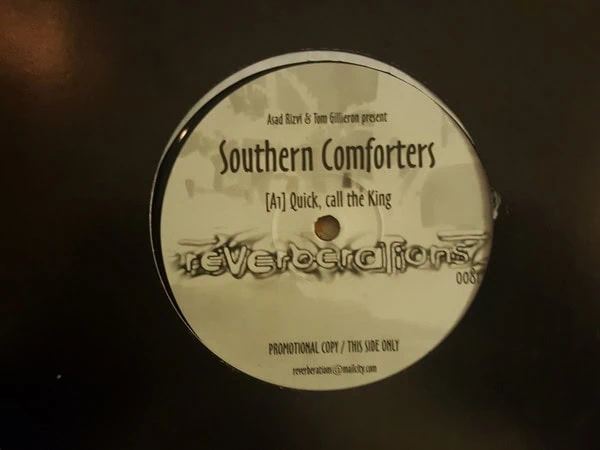 Asad Rizvi & Tom Gillieron present
Southern Comforters
[A1] Quick, call the King
reverberations
008
PROMOTIONAL COPY / THIS SIDE ONLY
reverberations@mailcity.com